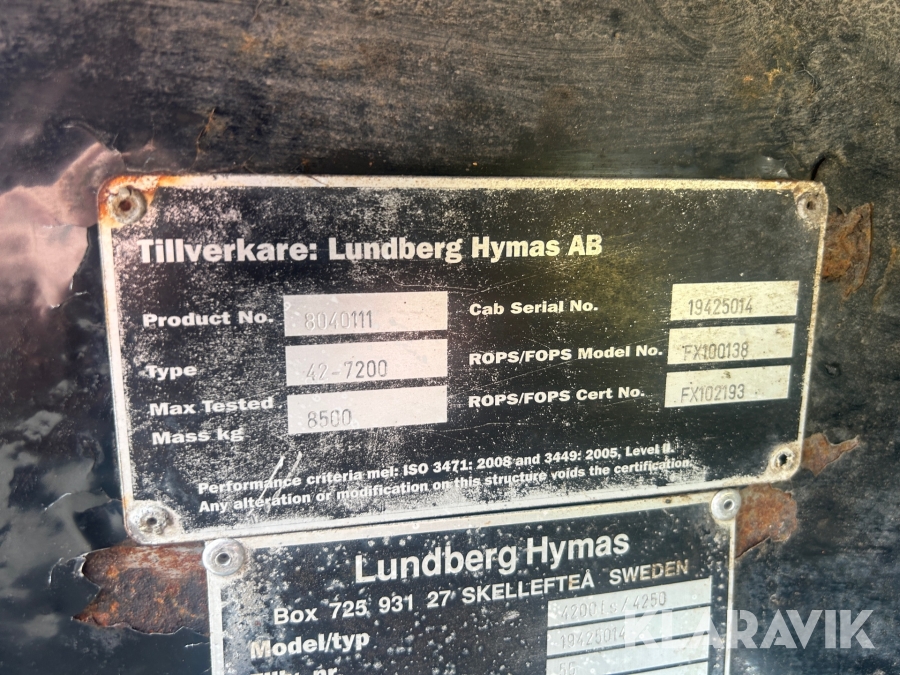 Tillverkare: Lundberg Hymas AB
Product No. 8040111
Cab Serial No. 19425014
Type 42-7200
ROPS/FOPS Model No. FX100138
Max Tested Mass kg 8500
ROPS/FOPS Cert No. FX102193
Performance criteria met: ISO 3471: 2008 and 3449: 2005, Level II.
Any alteration or modification on this structure voids the certification.
Lundberg Hymas
Box 725 931 27 SKELLEFTEÅ SWEDEN
Model/typ /4250
19425014
KLARAVIK